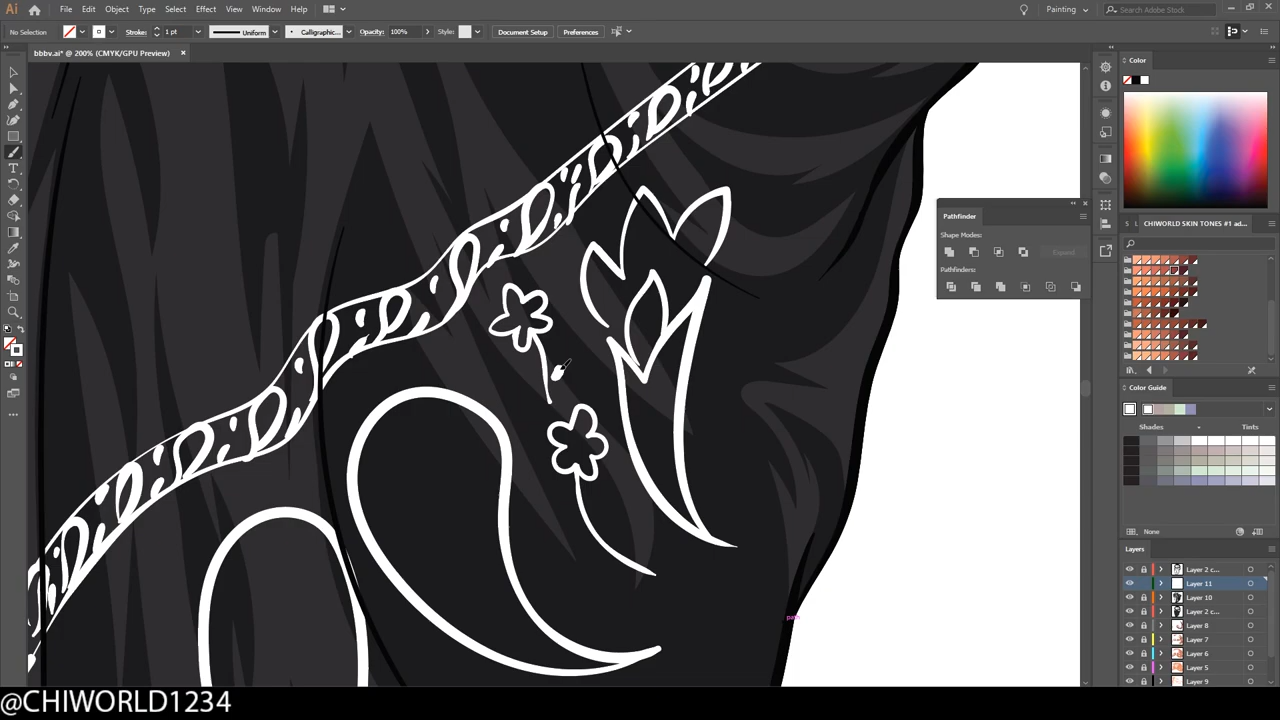 Ai File Edit Object Type Select Effect View Window Help Painting Search Adobe Stock
No Selection Stroke: 1 pt Uniform Calligraphic... Opacity: 100% Style: Document Setup Preferences
bbbv.ai* @ 200% (CMYK/GPU Preview)
Color
Pathfinder
Shape Modes:
Expand
Pathfinders:
CHIWORLD SKIN TONES #1 ad...
Color Guide
Shades Tints
None
Layers
Layer 2 c...
Layer 11
Layer 10
Layer 2 c...
Layer 8
Layer 7
Layer 6
Layer 5
Layer 9
path
@CHIWORLD1234